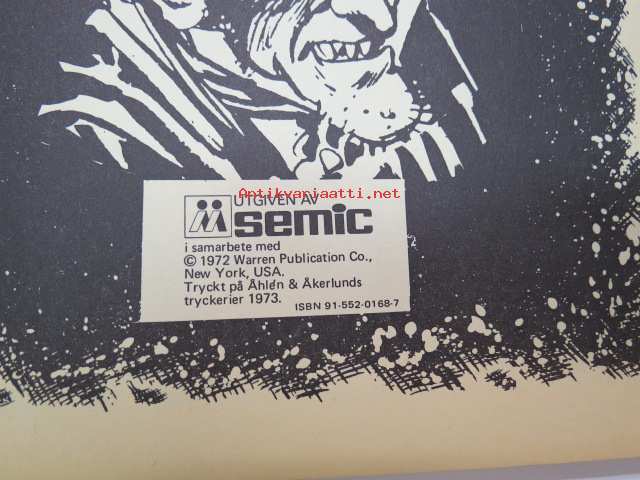 UTGIVEN AV
semic
Antikvariaatti.net
i samarbete med
© 1972 Warren Publication Co.,
New York, USA.
Tryckt på Åhlén & Åkerlunds
tryckerier 1973.
ISBN 91-552-0168-7